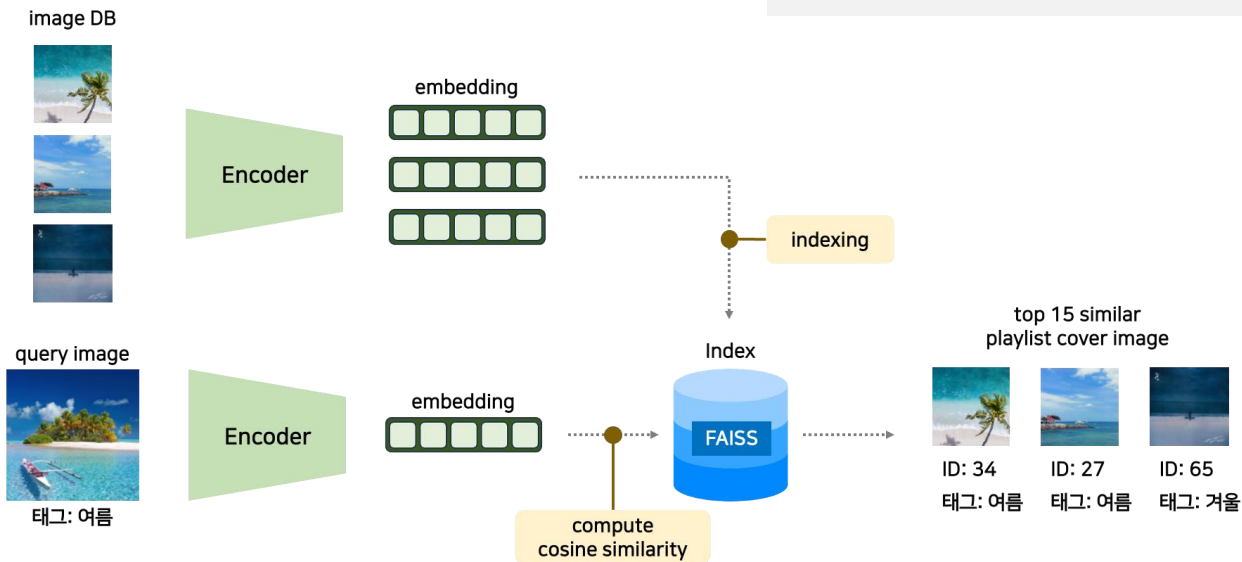 image DB
embedding
Encoder
indexing
query image
태그: 여름
Encoder
embedding
compute
cosine similarity
Index
FAISS
top 15 similar
playlist cover image
ID: 34
태그: 여름
ID: 27
태그: 여름
ID: 65
태그: 겨울